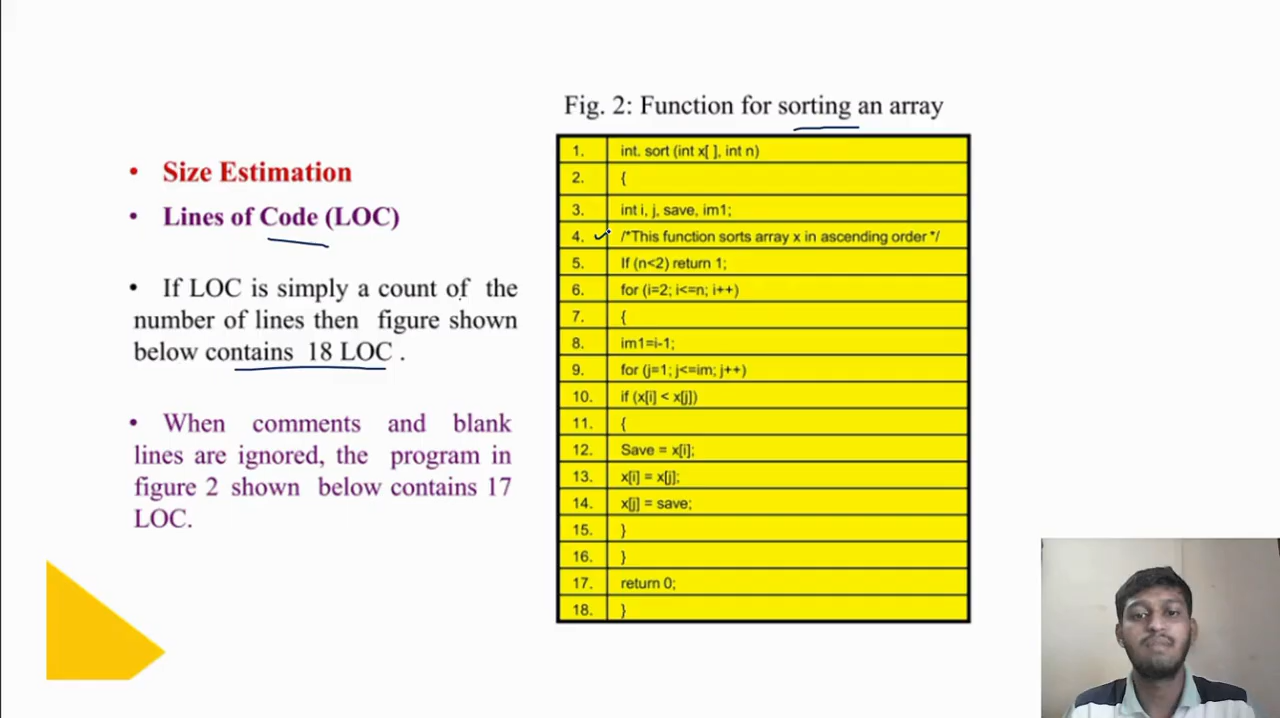 Fig. 2: Function for sorting an array
• Size Estimation
• Lines of Code (LOC)
• If LOC is simply a count of the
number of lines then figure shown
below contains 18 LOC .
• When comments and blank
lines are ignored, the program in
figure 2 shown below contains 17
LOC.
1. int. sort (int x[ ], int n)
2. {
3. int i, j, save, im1;
4. /*This function sorts array x in ascending order */
5. If (n<2) return 1;
6. for (i=2; i<=n; i++)
7. {
8. im1=i-1;
9. for (j=1; j<=im; j++)
10. if (x[i] < x[j])
11. {
12. Save = x[i];
13. x[i] = x[j];
14. x[j] = save;
15. }
16. }
17. return 0;
18. }